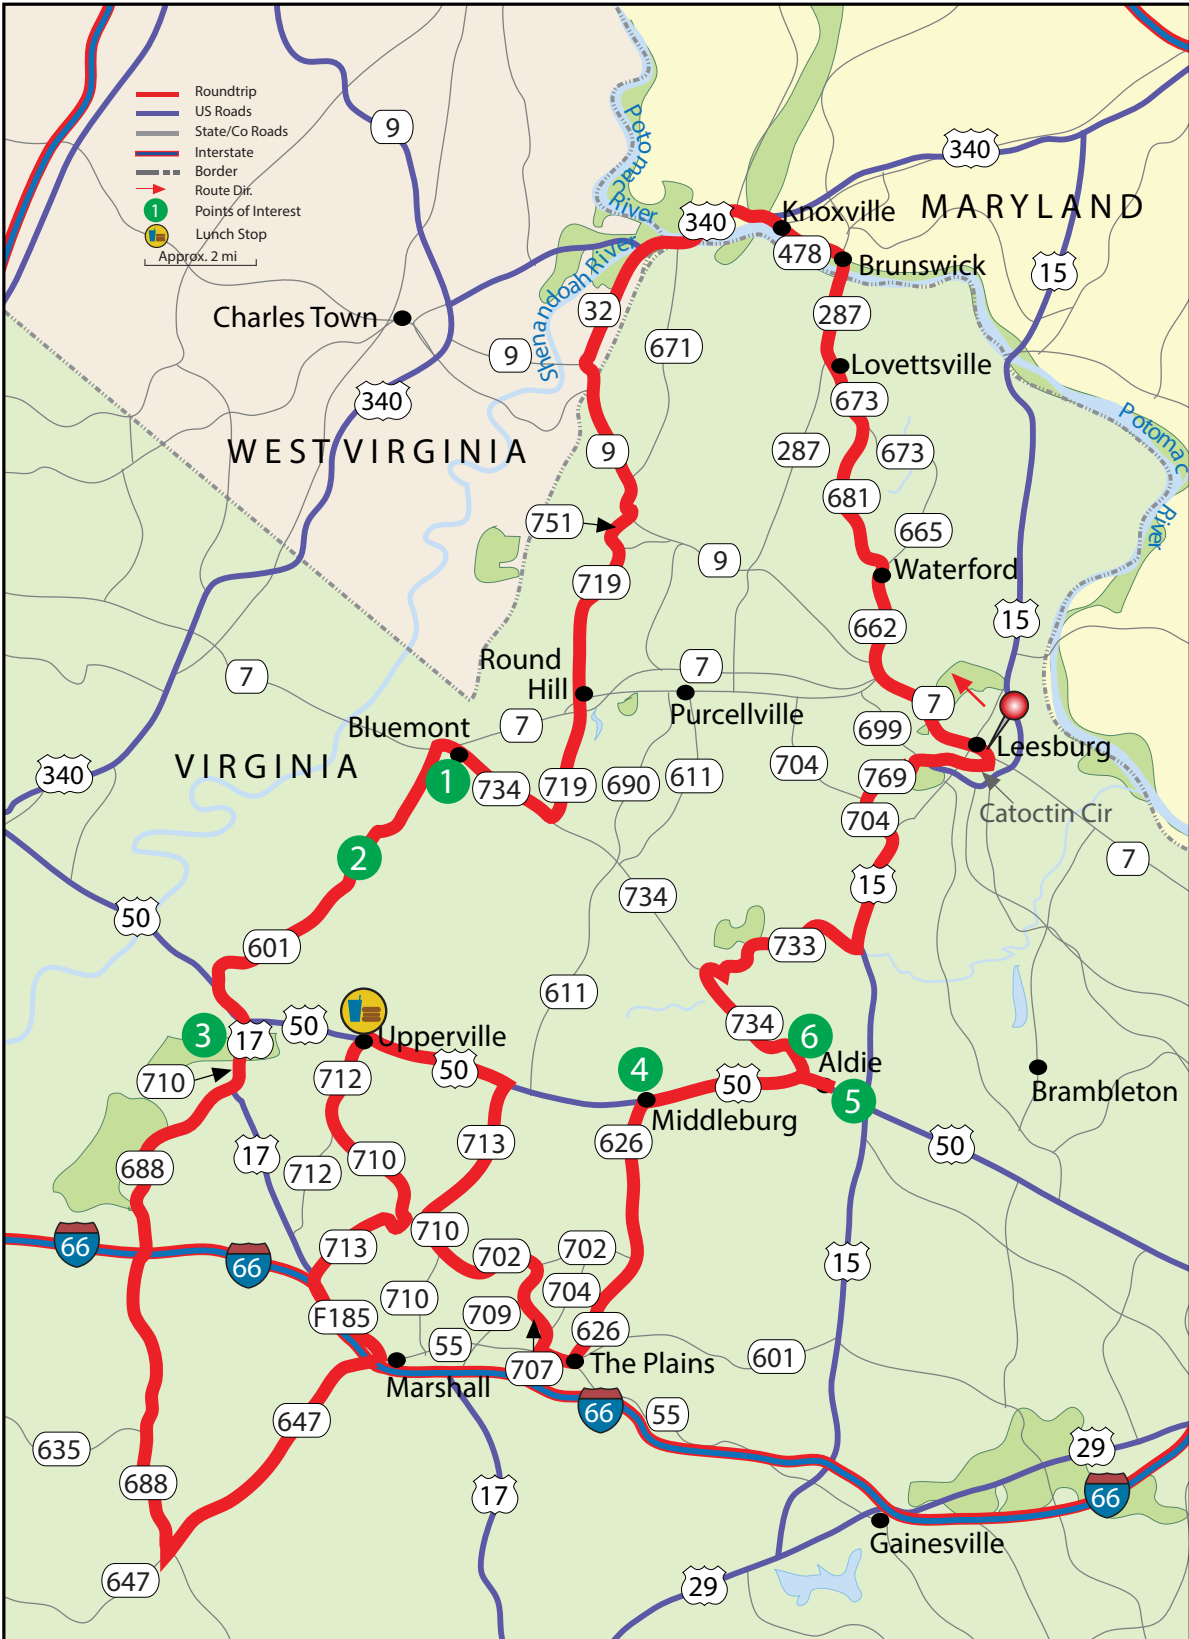 Roundtrip
US Roads
State/Co Roads
Interstate
Border
Route Dir.
1
Points of Interest
Lunch Stop
Approx. 2 mi
9
Potomac
River
340
340
Knoxville
MARYLAND
478
Brunswick
15
Shenandoah River
32
287
Charles Town
9
671
Lovettsville
340
673
Potomac
River
WEST VIRGINIA
9
287
673
681
751
665
9
Waterford
719
15
662
Round
Hill
7
7
7
Purcellville
Bluemont
7
699
Leesburg
VIRGINIA
340
1
734
719
690
611
704
769
Catoctin Cir
704
2
7
15
734
50
601
733
611
3
17
50
734
6
Upperville
50
4
Aldie
710
712
50
Brambleton
5
Middleburg
713
626
50
688
17
712
710
710
702
702
66
66
713
15
710
704
709
F185
626
55
601
707
The Plains
Marshall
66
55
647
635
29
688
17
66
Gainesville
647
29